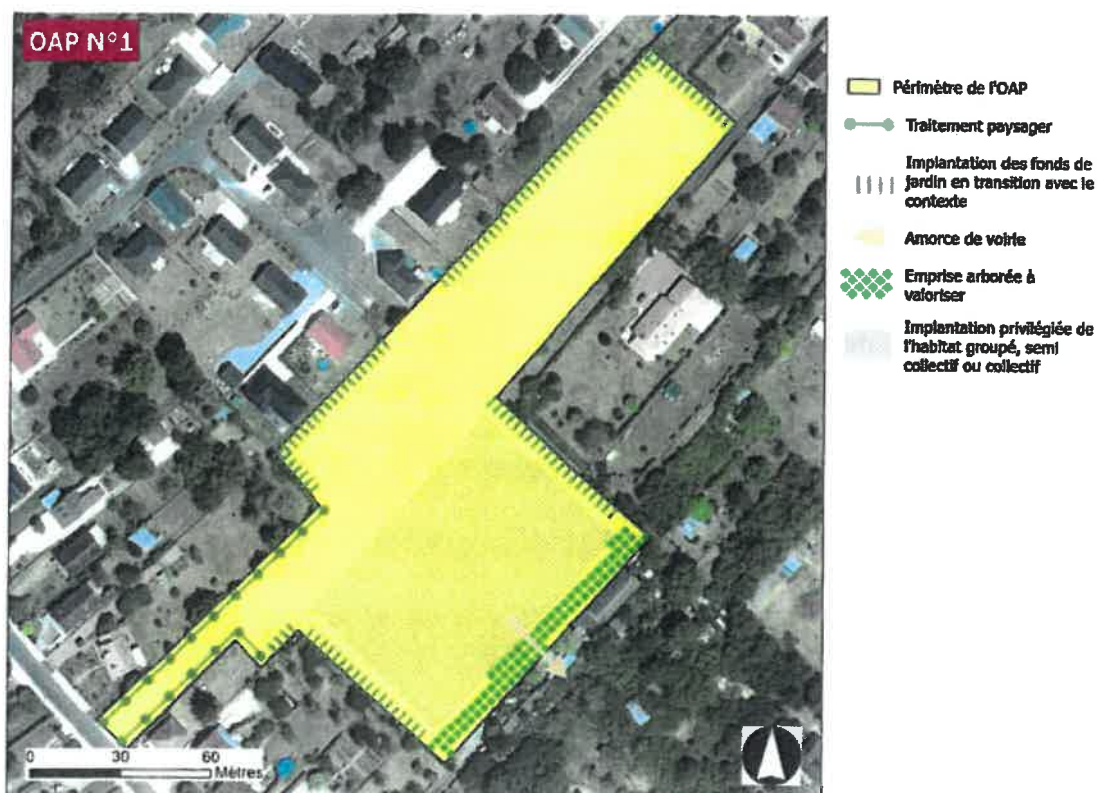 OAP N°1
Périmètre de l'OAP
Traitement paysager
Implantation des fonds de
jardin en transition avec le
contexte
Amorce de voirie
Emprise arborée à
valoriser
Implantation privilégiée de
l'habitat groupé, semi
collectif ou collectif
0 30 60
Mètres